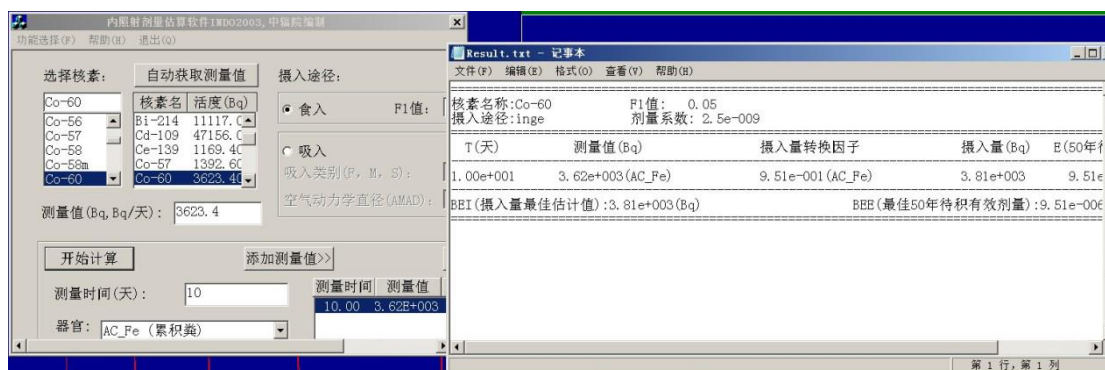 内照射剂量估算软件INDO2003,中辐院编制
功能选择(F) 帮助(H) 退出(Q)
选择核素: 自动获取测量值 摄入途径:
Co-60 核素名 活度(Bq)
食入 F1值:
Co-56 Bi-214 11117.
Co-57 Cd-109 47156.
Co-58 Ce-139 1169.40
Co-58m Co-57 1392.60
Co-60 Co-60 3623.40
吸入
吸入类别(F, M, S):
空气动力学直径(AMAD):
测量值(Bq,Bq/天): 3623.4
开始计算 添加测量值>>
测量时间(天): 10
测量时间 测量值
10.00 3.62E+003
器官: AC_Fe (累积粪)
Result.txt - 记事本
文件(F) 编辑(E) 格式(O) 查看(V) 帮助(H)
核素名称:Co-60 F1值: 0.05
摄入途径:inge 剂量系数: 2.5e-009
T(天) 测量值(Bq) 摄入量转换因子 摄入量(Bq) E(50年
1.00e+001 3.62e+003(AC_Fe) 9.51e-001(AC_Fe) 3.81e+003 9.51e
BEI(摄入量最佳估计值):3.81e+003(Bq) BEE(最佳50年待积有效剂量):9.51e-006
第 1 行, 第 1 列